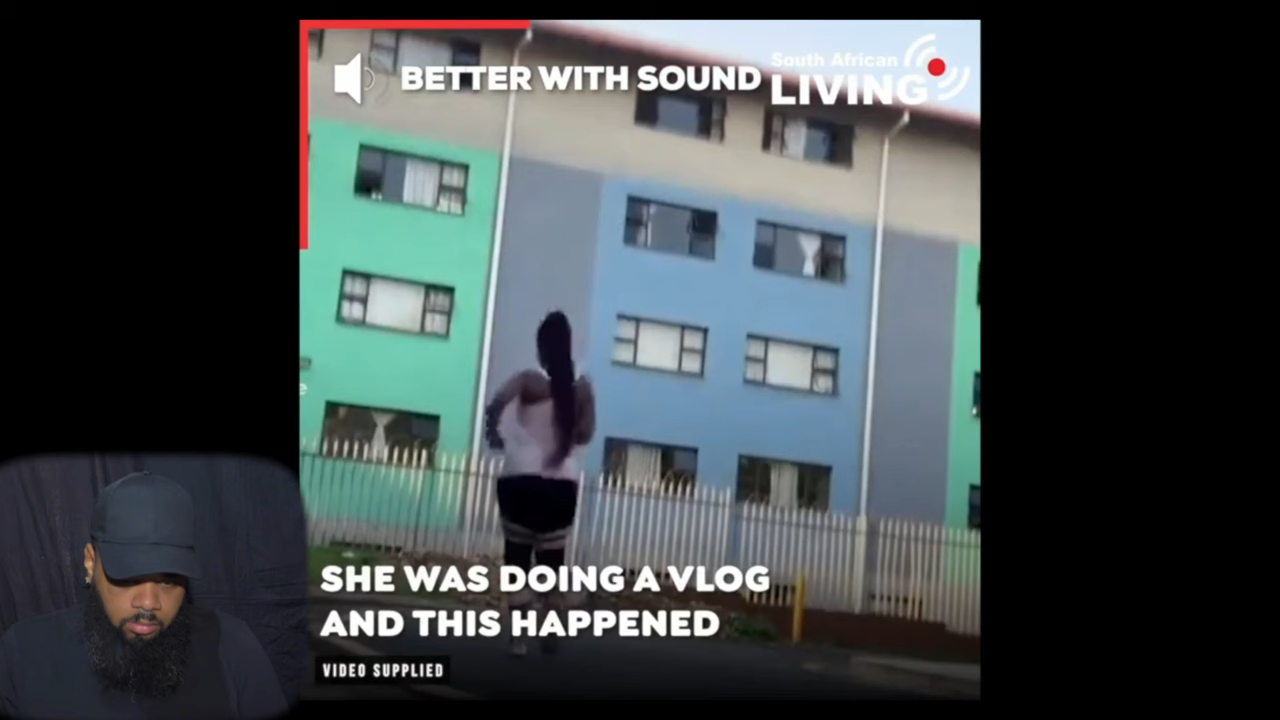 BETTER WITH SOUND
South African
LIVING
e
SHE WAS DOING A VLOG
AND THIS HAPPENED
VIDEO SUPPLIED